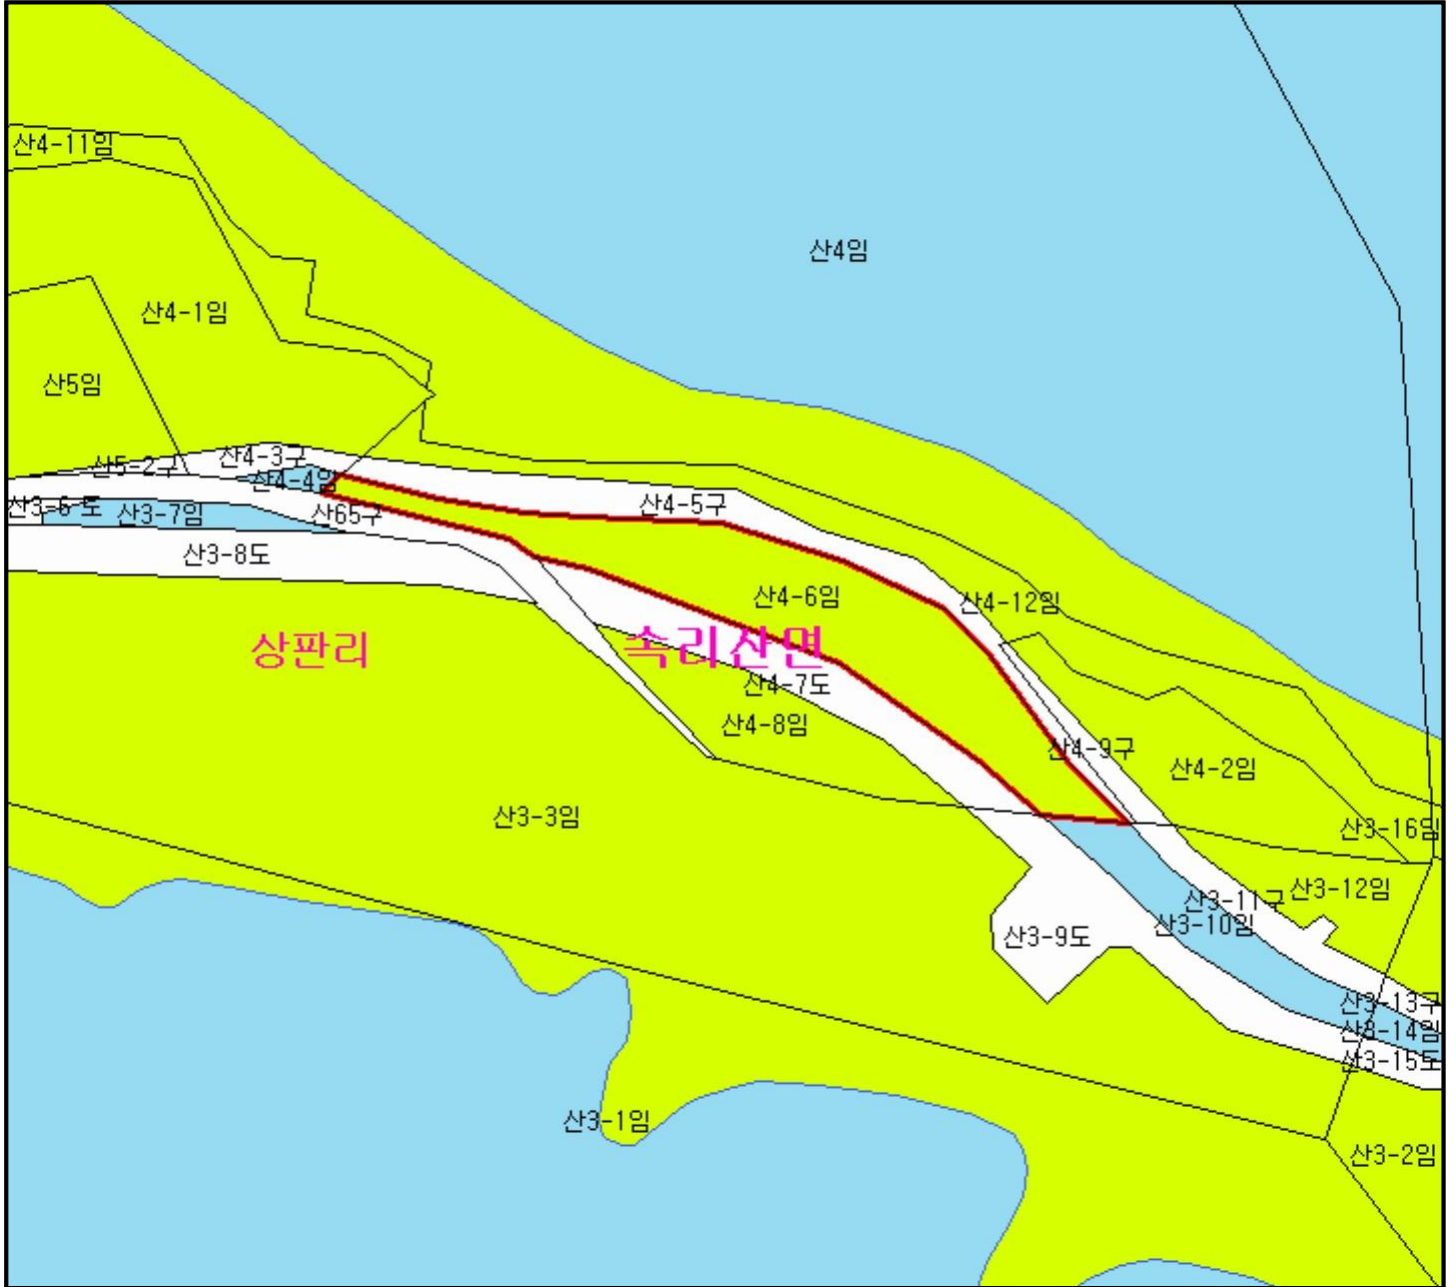 산4-11임
산4임
산4-1임
산5임
산4-3구
산5-2구
산4-4임
산4-5구
산3-6 도
산3-7임
산65구
산3-8도
산4-6임
산4-12임
상판리
속리산면
산4-7도
산4-8임
산4-9구
산4-2임
산3-3임
산3-16임
산3-12임
산3-11구
산3-10임
산3-9도
산3-13구
산3-14임
산3-15도
산3-1임
산3-2임